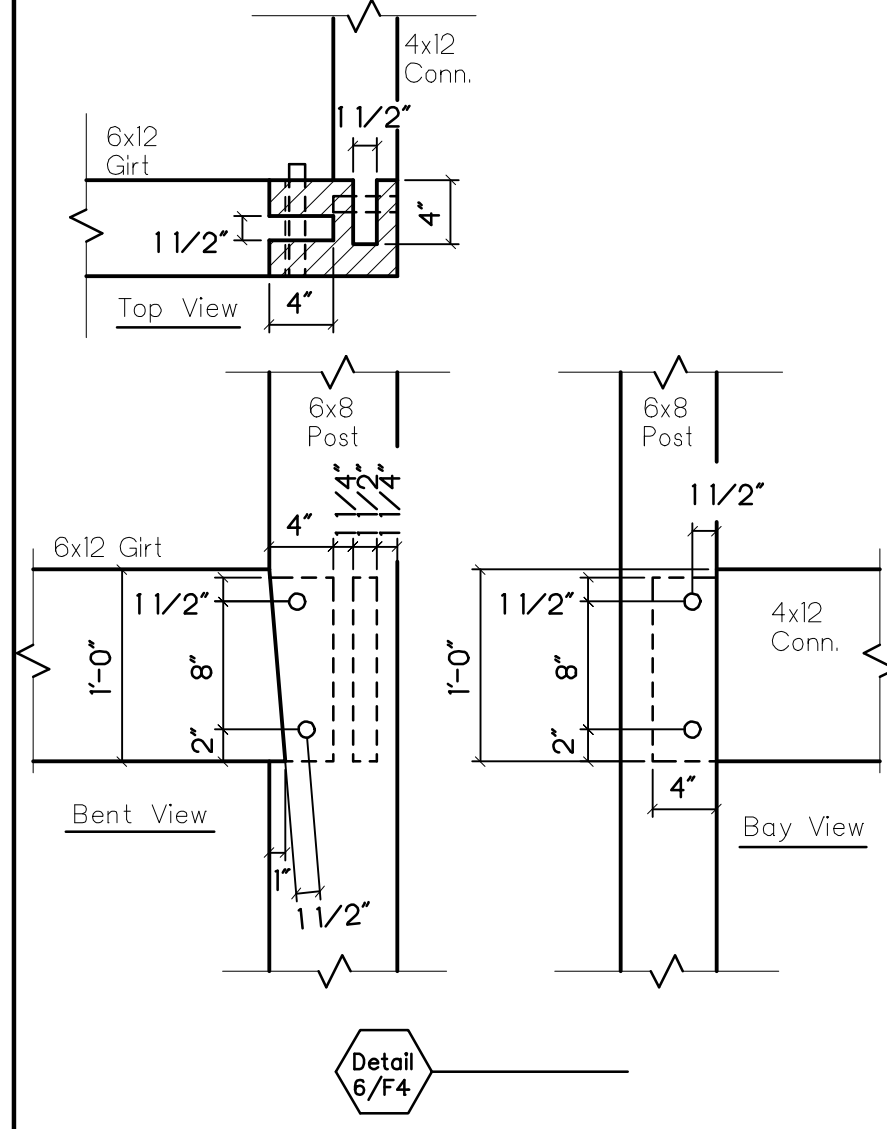 4x12
Conn.
1 1/2"
6x12
Girt
4"
1 1/2"
4"
Top View
6x8
Post
6x8
Post
1 1/4"
1 1/2"
1 1/4"
4"
1 1/2"
6x12 Girt
1 1/2"
8"
1'-0"
2"
1 1/2"
8"
1'-0"
2"
4x12
Conn.
4"
Bent View
Bay View
1"
1 1/2"
Detail
6/F4